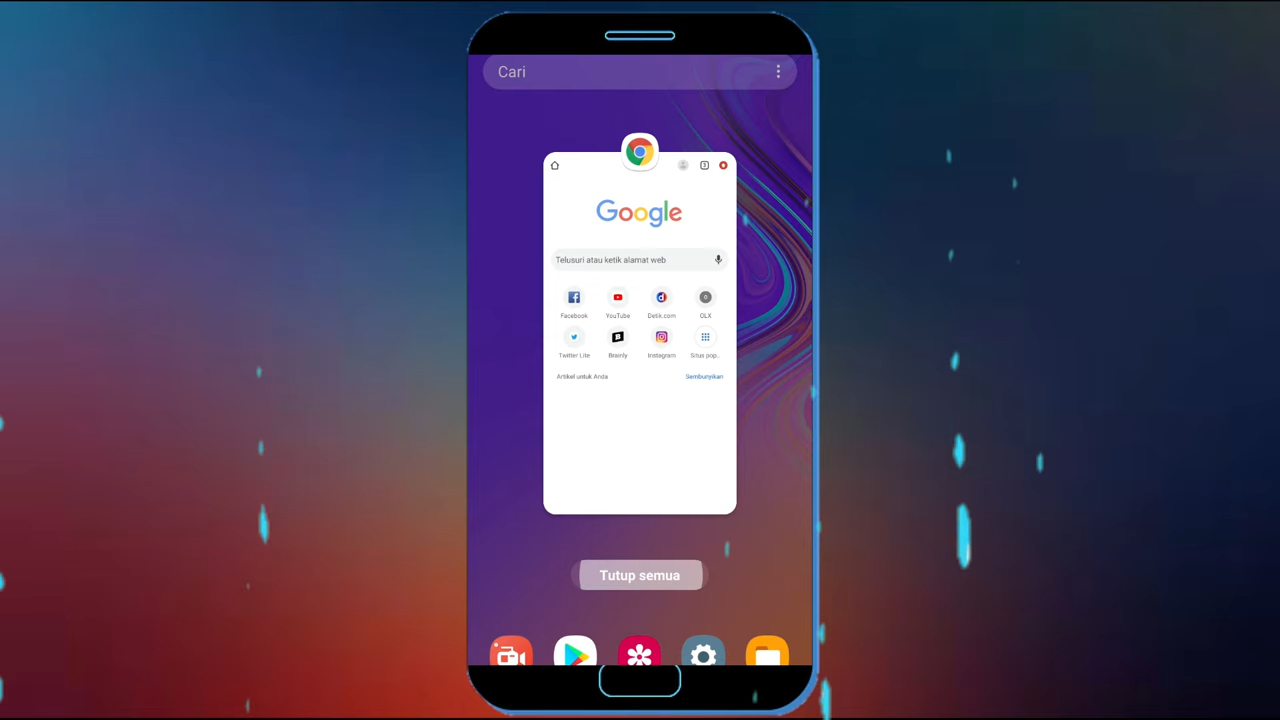 Cari
3
Google
Telusuri atau ketik alamat web
Facebook YouTube Detik.com OLX
Twitter Lite Brainly Instagram Situs pop..
Artikel untuk Anda Sembunyikan
Tutup semua